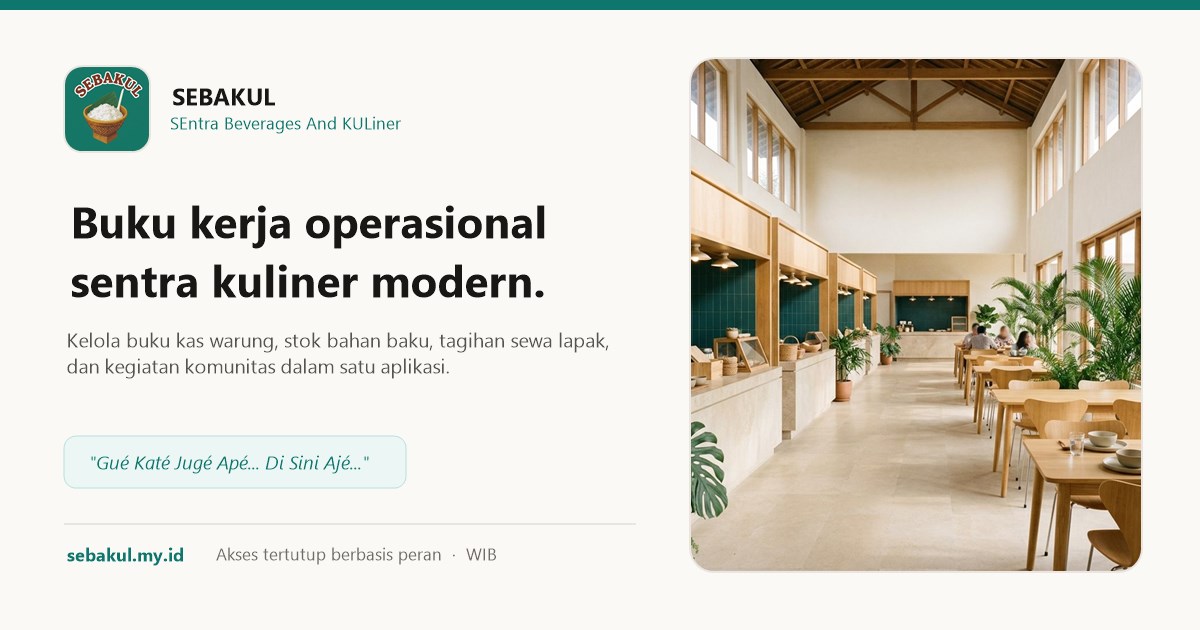 SEBAKUL
SEBAKUL
SEntra Beverages And KULiner
Buku kerja operasional
sentra kuliner modern.
Kelola buku kas warung, stok bahan baku, tagihan sewa lapak,
dan kegiatan komunitas dalam satu aplikasi.
"Gué Katé Jugé Apé... Di Sini Ajé..."
sebakul.my.id Akses tertutup berbasis peran · WIB